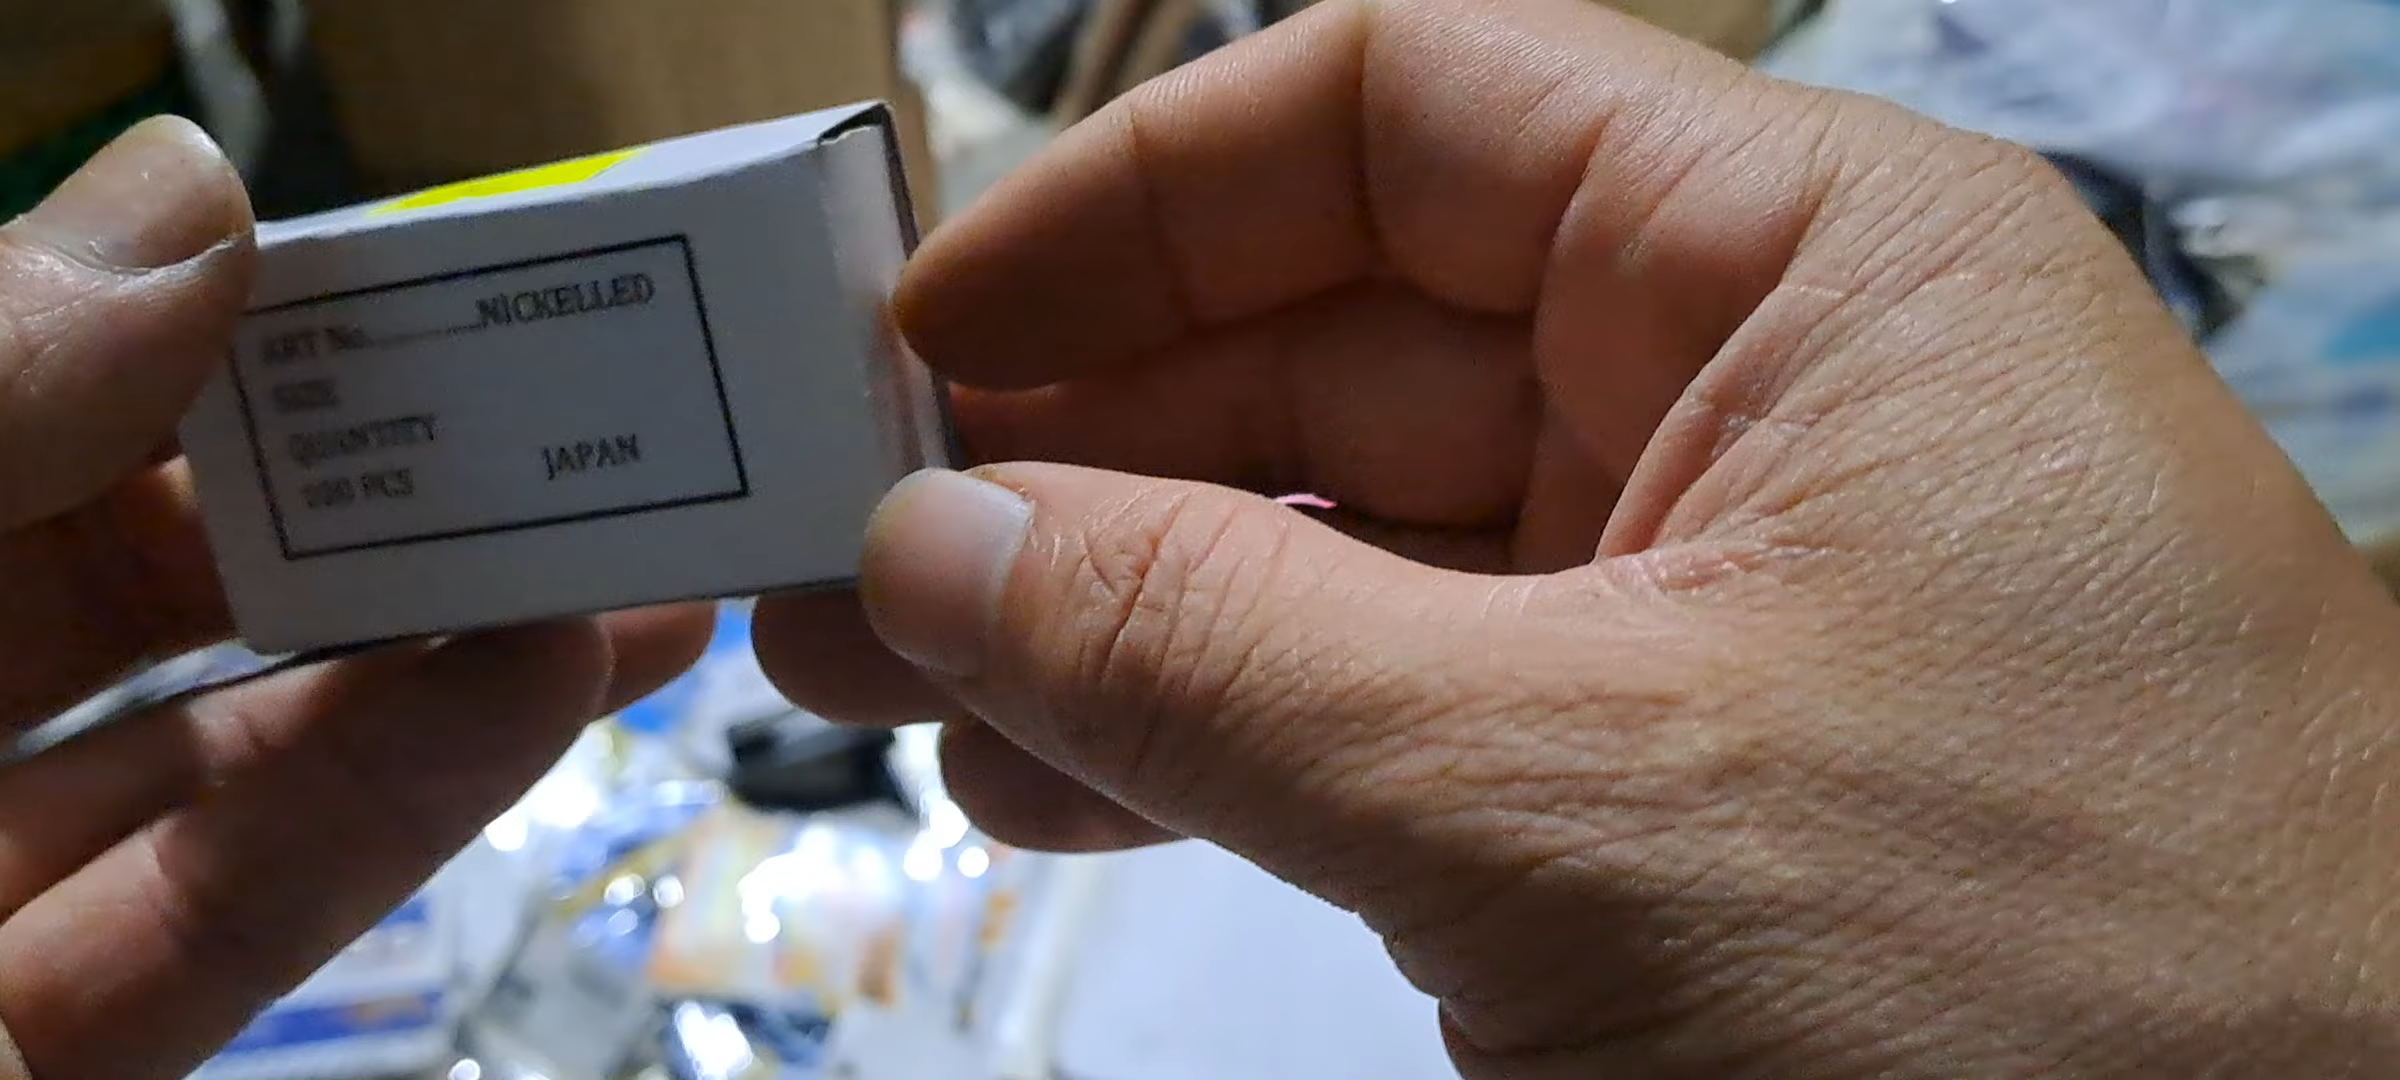 ART No.......... NICKELLED
SIZE
QUANTITY
100 PCS JAPAN